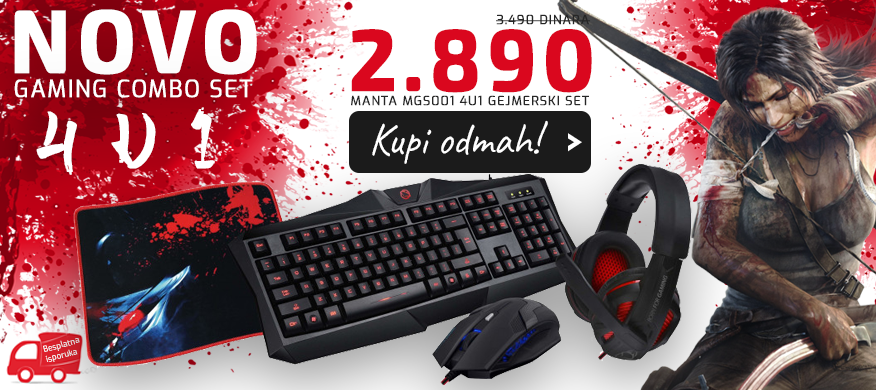 NOVO
GAMING COMBO SET
4 U 1
3.490 DINARA
2.890
MANTA MGS001 4U1 GEJMERSKI SET
Kupi odmah! >
Besplatna
isporuka